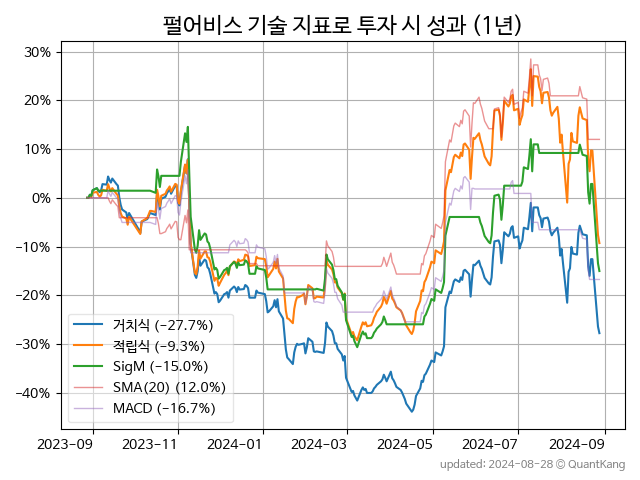 펄어비스 기술 지표로 투자 시 성과 (1년)
30%
20%
10%
0%
−10%
−20%
−30%
−40%
거치식 (−27.7%)
적립식 (−9.3%)
SigM (−15.0%)
SMA(20) (12.0%)
MACD (−16.7%)
2023-09 2023-11 2024-01 2024-03 2024-05 2024-07 2024-09
updated: 2024-08-28 © QuantKang